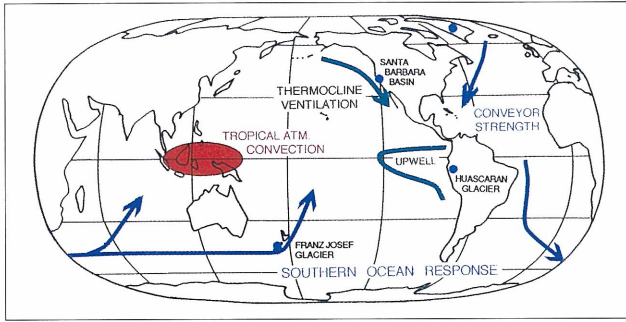 SANTA
BARBARA
BASIN
THERMOCLINE
VENTILATION
CONVEYOR
STRENGTH
TROPICAL ATM.
CONVECTION
UPWELL
HUASCARAN
GLACIER
FRANZ JOSEF
GLACIER
SOUTHERN OCEAN RESPONSE